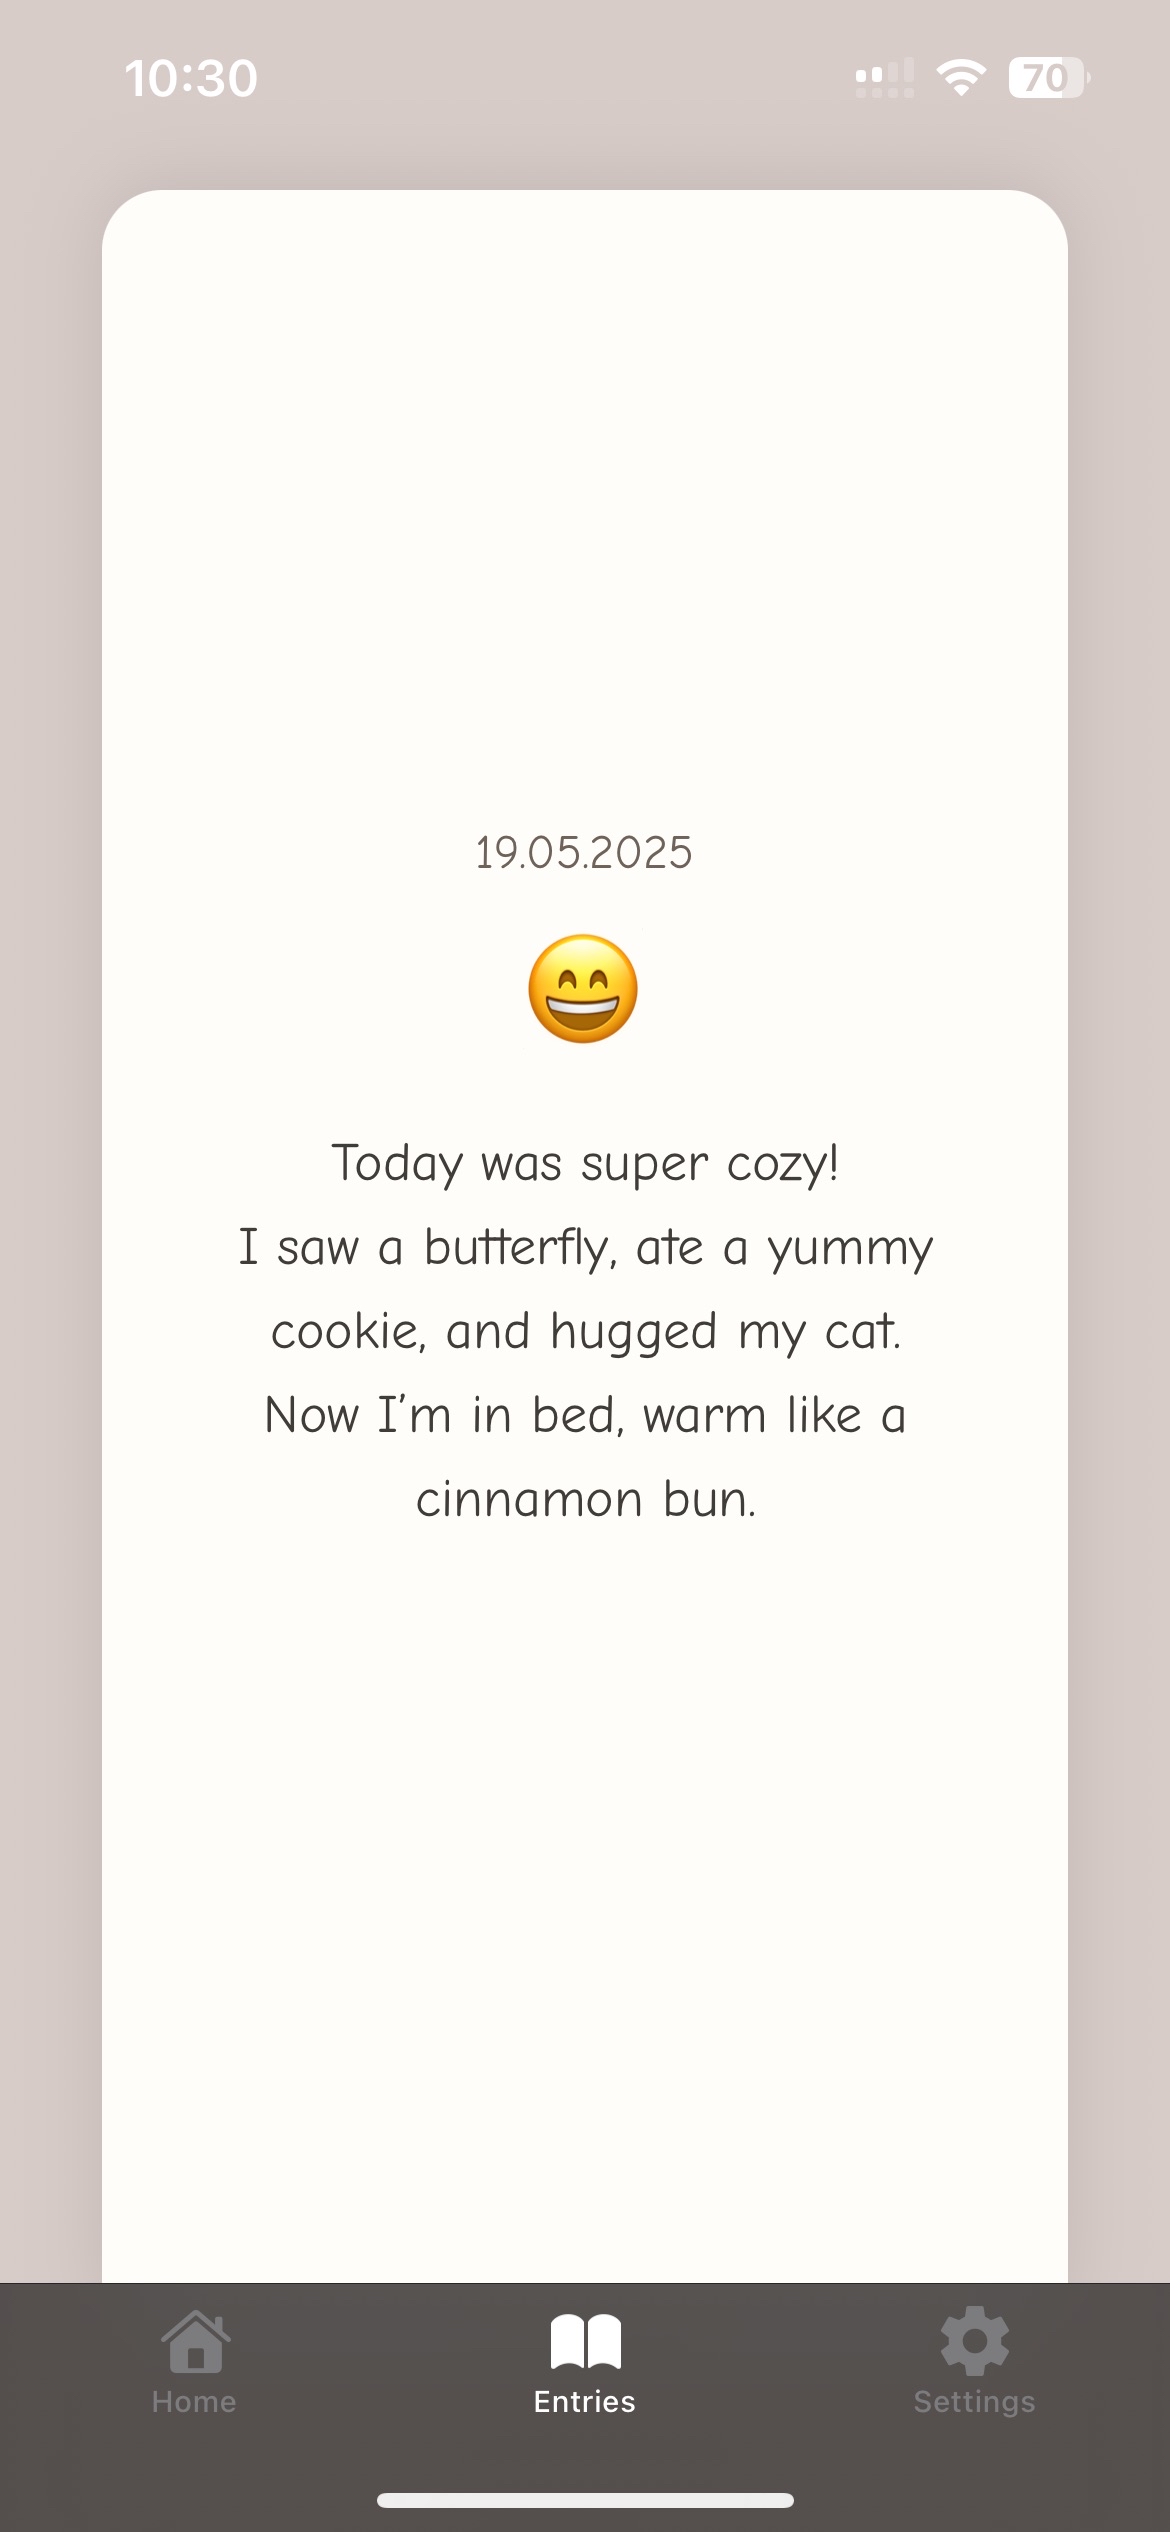 10:30
70
19.05.2025
Today was super cozy!
I saw a butterfly, ate a yummy
cookie, and hugged my cat.
Now I’m in bed, warm like a
cinnamon bun.
Home
Entries
Settings